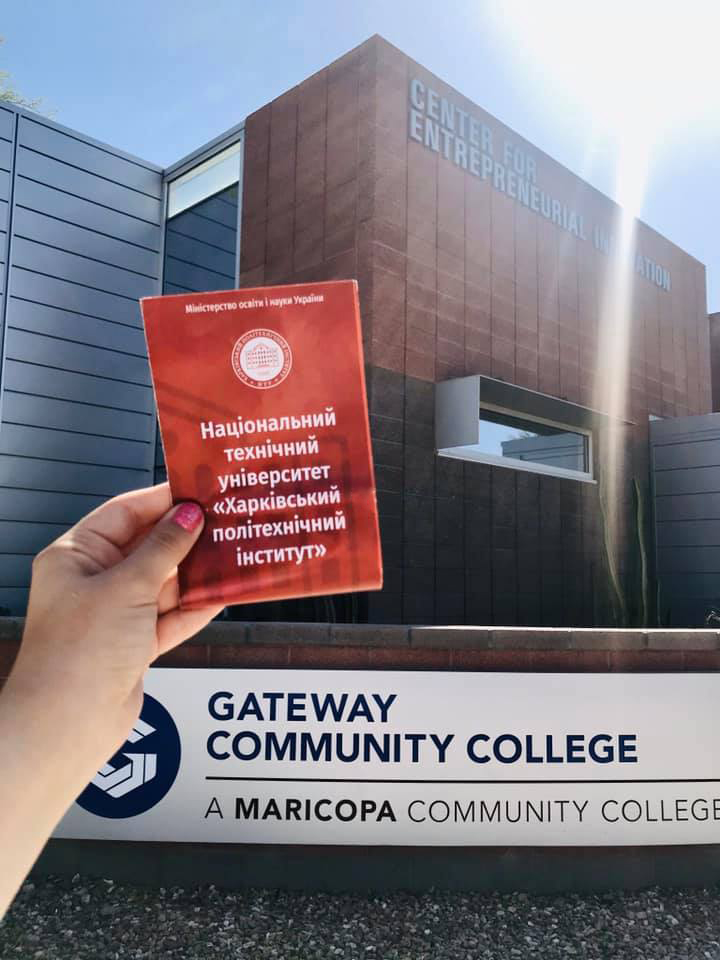 CENTER FOR
ENTREPRENEURIAL
Міністерство освіти і науки України
Національний
технічний
університет
«Харківський
політехнічний
інститут»
GATEWAY
COMMUNITY COLLEGE
A MARICOPA COMMUNITY COLLEGE